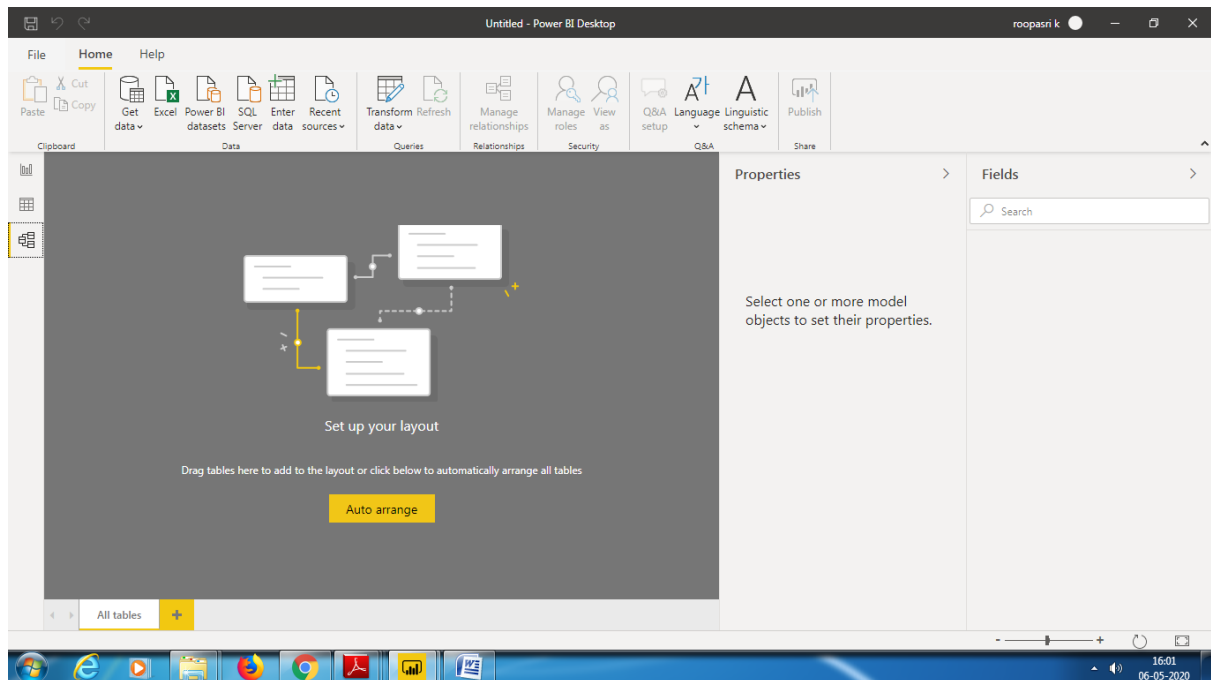 Untitled - Power BI Desktop
roopasri k
File Home Help
Paste
Cut
Copy
Get data
Excel
Power BI datasets
SQL Server
Enter data
Recent sources
Transform data
Refresh
Manage relationships
Manage roles
View as
Q&A setup
Language
Linguistic schema
Publish
Clipboard
Data
Queries
Relationships
Security
Q&A
Share
Properties
Fields
Search
Select one or more model
objects to set their properties.
Set up your layout
Drag tables here to add to the layout or click below to automatically arrange all tables
Auto arrange
All tables
16:01
06-05-2020